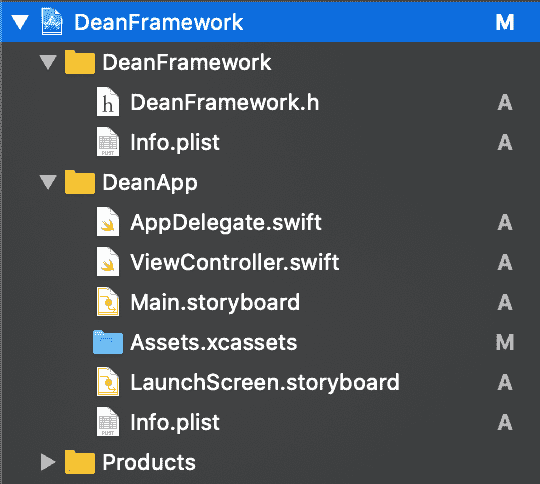 DeanFramework M
DeanFramework
DeanFramework.h A
Info.plist A
DeanApp
AppDelegate.swift A
ViewController.swift A
Main.storyboard A
Assets.xcassets M
LaunchScreen.storyboard A
Info.plist A
Products